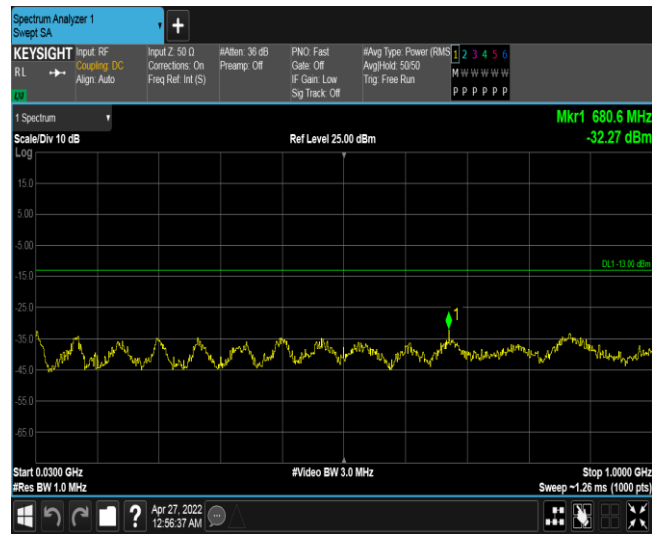 Spectrum Analyzer 1
Swept SA
+
KEYSIGHT
RL
Input: RF
Coupling: DC
Align: Auto
Input Z: 50 Ω
Corrections: On
Freq Ref: Int (S)
#Atten: 36 dB
Preamp: Off
PNO: Fast
Gate: Off
IF Gain: Low
Sig Track: Off
#Avg Type: Power (RMS
Avg|Hold: 50/50
Trig: Free Run
1 2 3 4 5 6
M W W W W W
P P P P P P
1 Spectrum
Mkr1 680.6 MHz
Scale/Div 10 dB
Ref Level 25.00 dBm
-32.27 dBm
Log
15.0
5.00
-5.00
DL1 -13.00 dBm
-15.0
-25.0
1
-35.0
-45.0
-55.0
-65.0
Start 0.0300 GHz
#Video BW 3.0 MHz
Stop 1.0000 GHz
#Res BW 1.0 MHz
Sweep ~1.26 ms (1000 pts)
?
Apr 27, 2022
12:56:37 AM